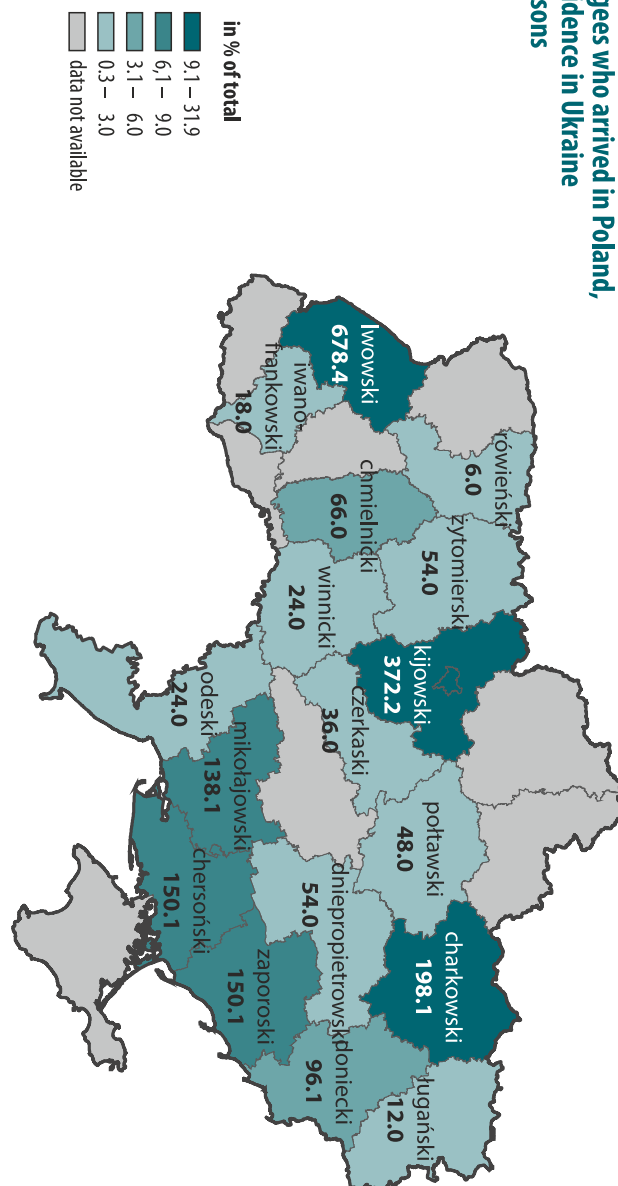 gees who arrived in Poland,
idence in Ukraine
sons
in % of total
9.1 – 31.9
6,1 – 9.0
3.1 – 6.0
0.3 – 3.0
data not available
rówieński
6.0
żytomierski
54.0
kijowski
372.2
lwowski
678.4
chmielnicki
66.0
iwano-
frankowski
18.0
winnicki
24.0
czerkaski
36.0
połtawski
48.0
charkowski
198.1
ługański
12.0
dniepropietrowski
54.0
doniecki
96.1
zaporoski
150.1
mikołajowski
138.1
chersoński
150.1
odeski
24.0